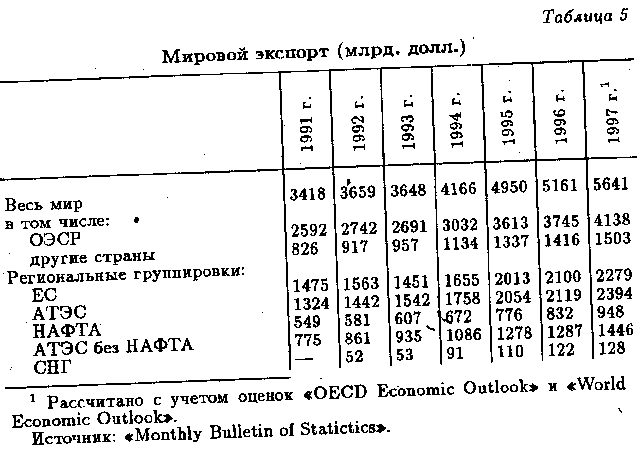 Таблица 5
Мировой экспорт (млрд. долл.)
1991 г. 1992 г. 1993 г. 1994 г. 1995 г. 1996 г. 1997 г.¹
Весь мир 3418 3659 3648 4166 4950 5161 5641
в том числе:
ОЭСР 2592 2742 2691 3032 3613 3745 4138
другие страны 826 917 957 1134 1337 1416 1503
Региональные группировки:
ЕС 1475 1563 1451 1655 2013 2100 2279
АТЭС 1324 1442 1542 1758 2054 2119 2394
НАФТА 549 581 607 672 776 832 948
АТЭС без НАФТА 775 861 935 1086 1278 1287 1446
СНГ — 52 53 91 110 122 128
¹ Рассчитано с учетом оценок «OECD Economic Outlook» и «World
Economic Outlook».
Источник: «Monthly Bulletin of Statictics».